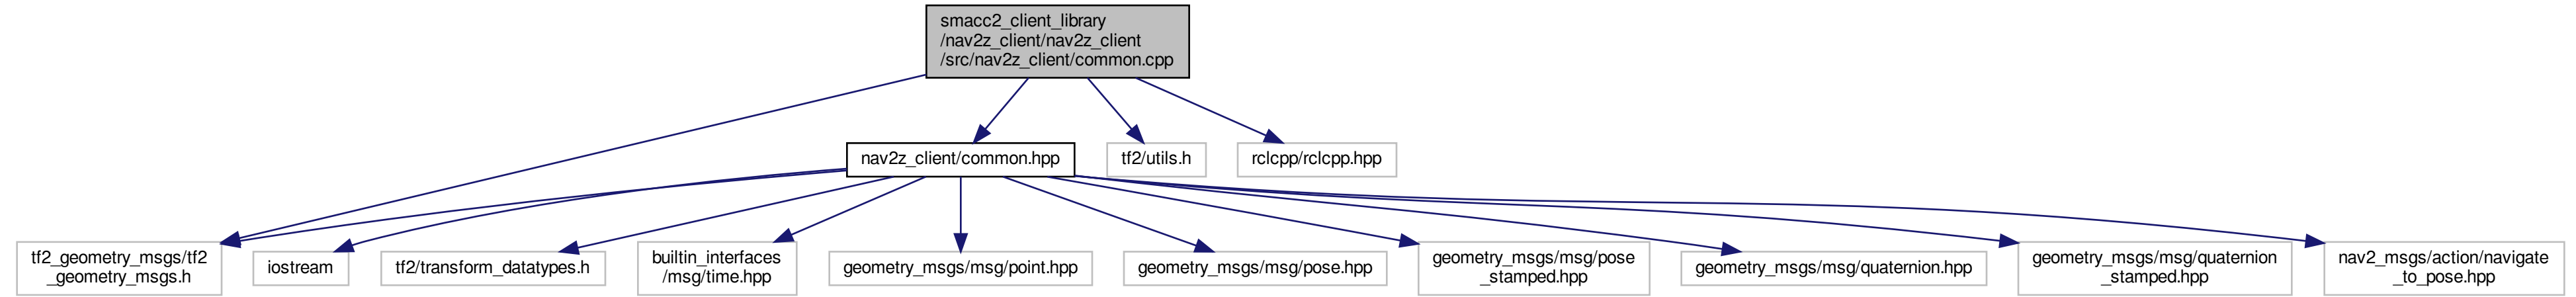 smacc2_client_library
/nav2z_client/nav2z_client
/src/nav2z_client/common.cpp
nav2z_client/common.hpp
tf2/utils.h
rclcpp/rclcpp.hpp
tf2_geometry_msgs/tf2
_geometry_msgs.h
iostream
tf2/transform_datatypes.h
builtin_interfaces
/msg/time.hpp
geometry_msgs/msg/point.hpp
geometry_msgs/msg/pose.hpp
geometry_msgs/msg/pose
_stamped.hpp
geometry_msgs/msg/quaternion.hpp
geometry_msgs/msg/quaternion
_stamped.hpp
nav2_msgs/action/navigate
_to_pose.hpp